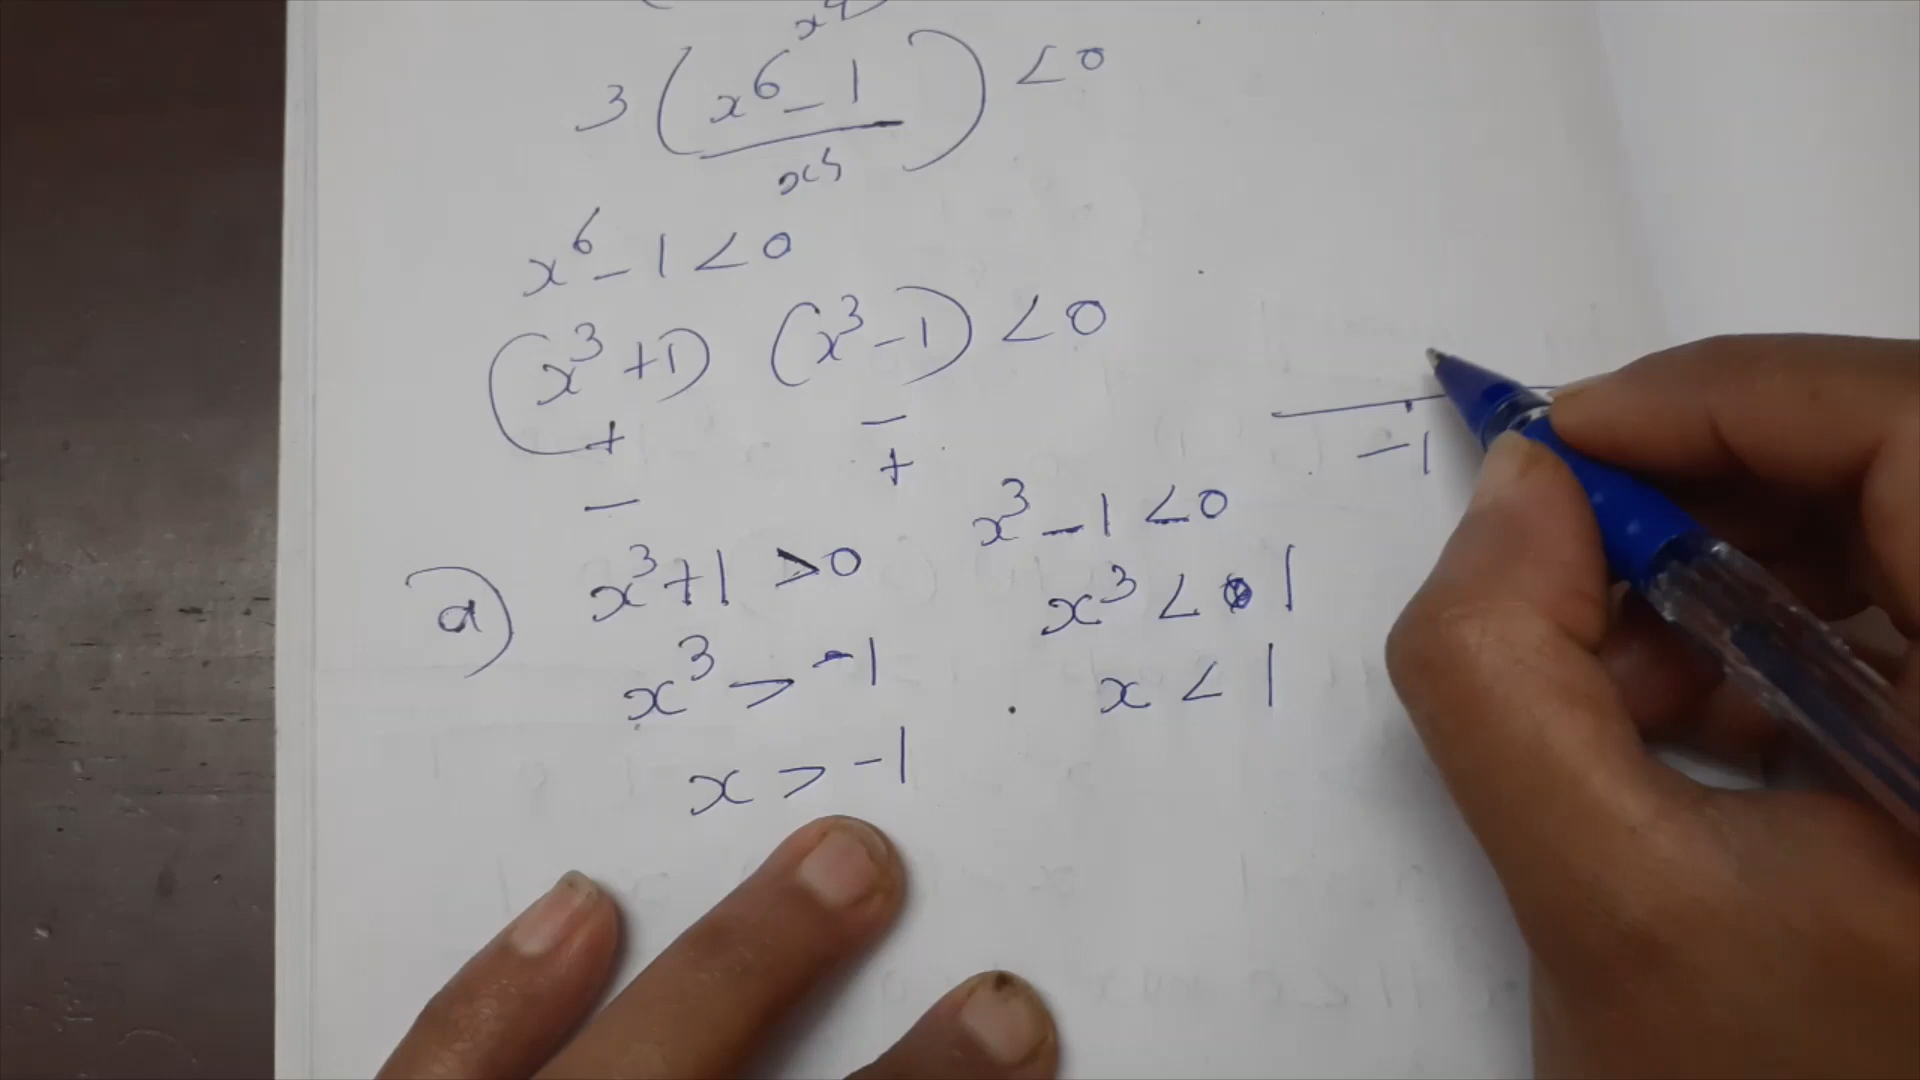 3 ( x⁶ - 1 / x⁴ ) < 0
x⁶ - 1 < 0
(x³ + 1) (x³ - 1) < 0
+ -
- +
a) x³ + 1 > 0
x³ > -1
x > -1
x³ - 1 < 0
x³ < 1
x < 1
-1